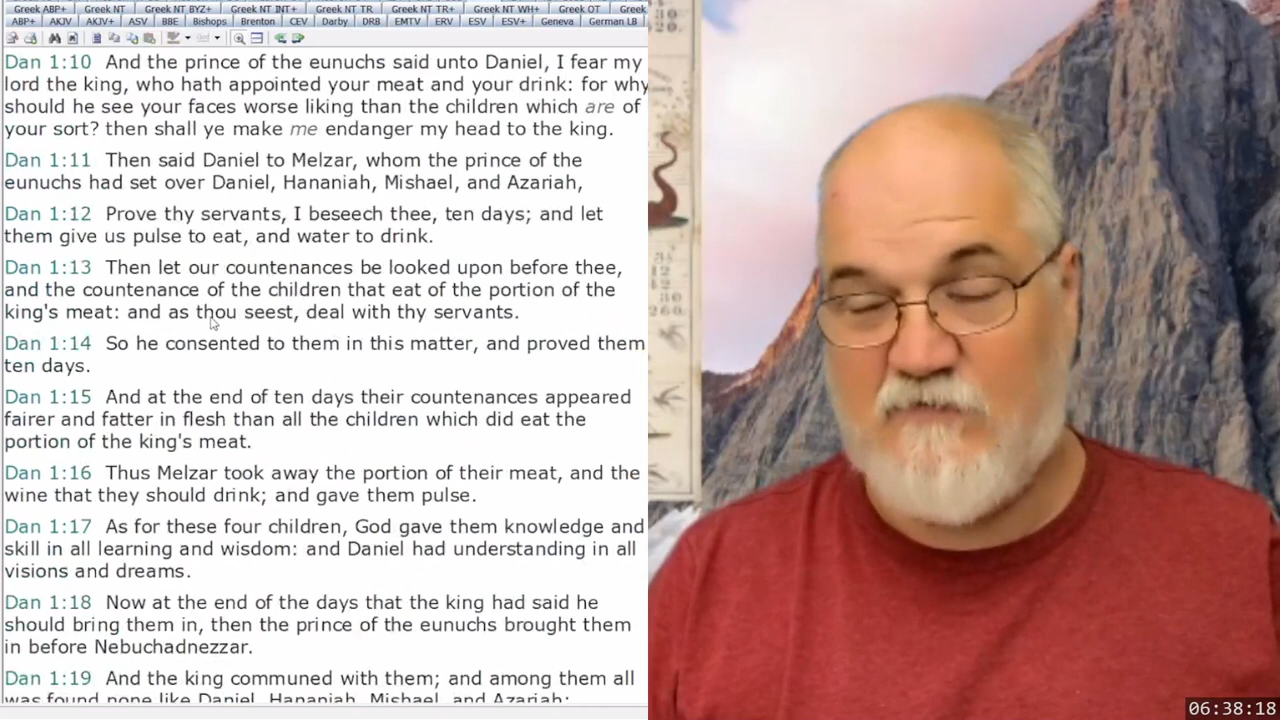 Greek ABP+ Greek NT Greek NT BYZ+ Greek NT INT+ Greek NT TR Greek NT TR+ Greek NT WH+ Greek OT Greek
ABP+ AKJV AKJV+ ASV BBE Bishops Brenton CEV Darby DRB EMTV ERV ESV ESV+ Geneva German LB
Dan 1:10 And the prince of the eunuchs said unto Daniel, I fear my
lord the king, who hath appointed your meat and your drink: for why
should he see your faces worse liking than the children which are of
your sort? then shall ye make me endanger my head to the king.
Dan 1:11 Then said Daniel to Melzar, whom the prince of the
eunuchs had set over Daniel, Hananiah, Mishael, and Azariah,
Dan 1:12 Prove thy servants, I beseech thee, ten days; and let
them give us pulse to eat, and water to drink.
Dan 1:13 Then let our countenances be looked upon before thee,
and the countenance of the children that eat of the portion of the
king's meat: and as thou seest, deal with thy servants.
Dan 1:14 So he consented to them in this matter, and proved them
ten days.
Dan 1:15 And at the end of ten days their countenances appeared
fairer and fatter in flesh than all the children which did eat the
portion of the king's meat.
Dan 1:16 Thus Melzar took away the portion of their meat, and the
wine that they should drink; and gave them pulse.
Dan 1:17 As for these four children, God gave them knowledge and
skill in all learning and wisdom: and Daniel had understanding in all
visions and dreams.
Dan 1:18 Now at the end of the days that the king had said he
should bring them in, then the prince of the eunuchs brought them
in before Nebuchadnezzar.
Dan 1:19 And the king communed with them; and among them all
was found none like Daniel, Hananiah, Mishael, and Azariah:
06:38:18